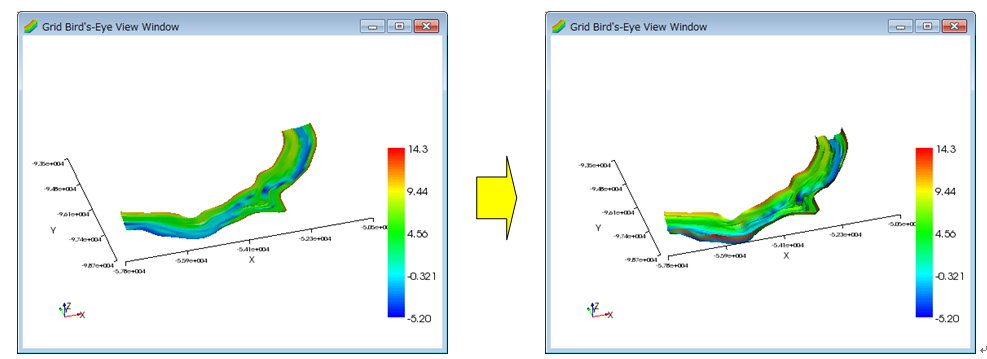 Grid Bird's-Eye View Window
-9.35e+004
-9.48e+004
-9.61e+004
-9.74e+004
-9.87e+004
Y
-5.78e+004
-5.59e+004
-5.41e+004
-5.23e+004
-5.05e+00
X
14.3
9.44
4.56
-0.321
-5.20
Z
X
Grid Bird's-Eye View Window
-9.35e+004
-9.48e+004
-9.61e+004
-9.74e+004
-9.87e+004
Y
-5.78e+004
-5.59e+004
-5.41e+004
-5.23e+004
-5.05e+00
X
14.3
9.44
4.56
-0.321
-5.20
Z
X